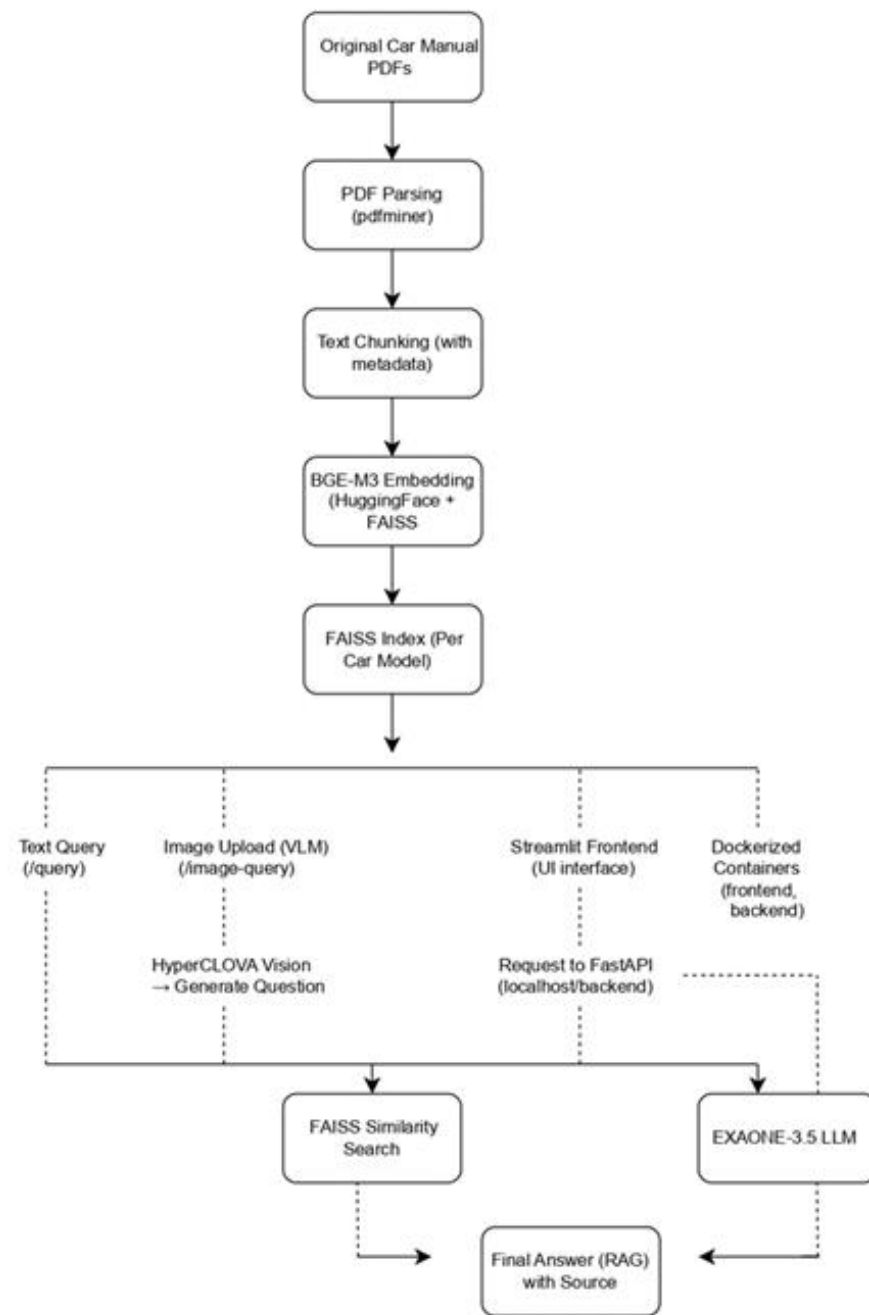 Original Car Manual
PDFs
PDF Parsing
(pdfminer)
Text Chunking (with
metadata)
BGE-M3 Embedding
(HuggingFace +
FAISS
FAISS Index (Per
Car Model)
Text Query
(/query)
Image Upload (VLM)
(/image-query)
Streamlit Frontend
(UI interface)
Dockerized
Containers
(frontend,
backend)
HyperCLOVA Vision
→ Generate Question
Request to FastAPI
(localhost/backend)
FAISS Similarity
Search
EXAONE-3.5 LLM
Final Answer (RAG)
with Source